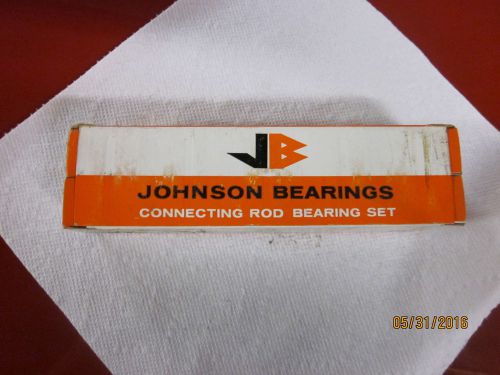 JB
JOHNSON BEARINGS
CONNECTING ROD BEARING SET
05/31/2016